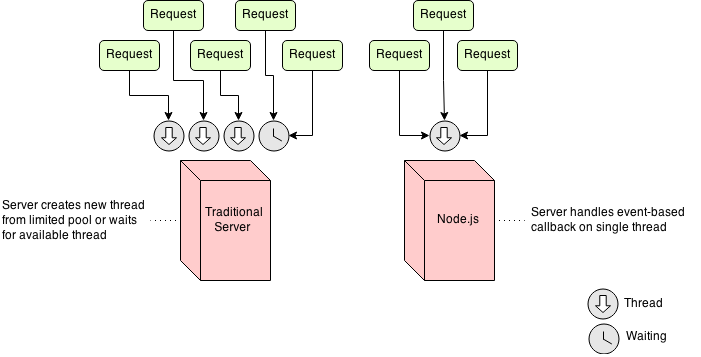 Request
Request
Request
Request
Request
Request
Request
Request
Server creates new thread
from limited pool or waits
for available thread
Traditional
Server
Node.js
Server handles event-based
callback on single thread
Thread
Waiting